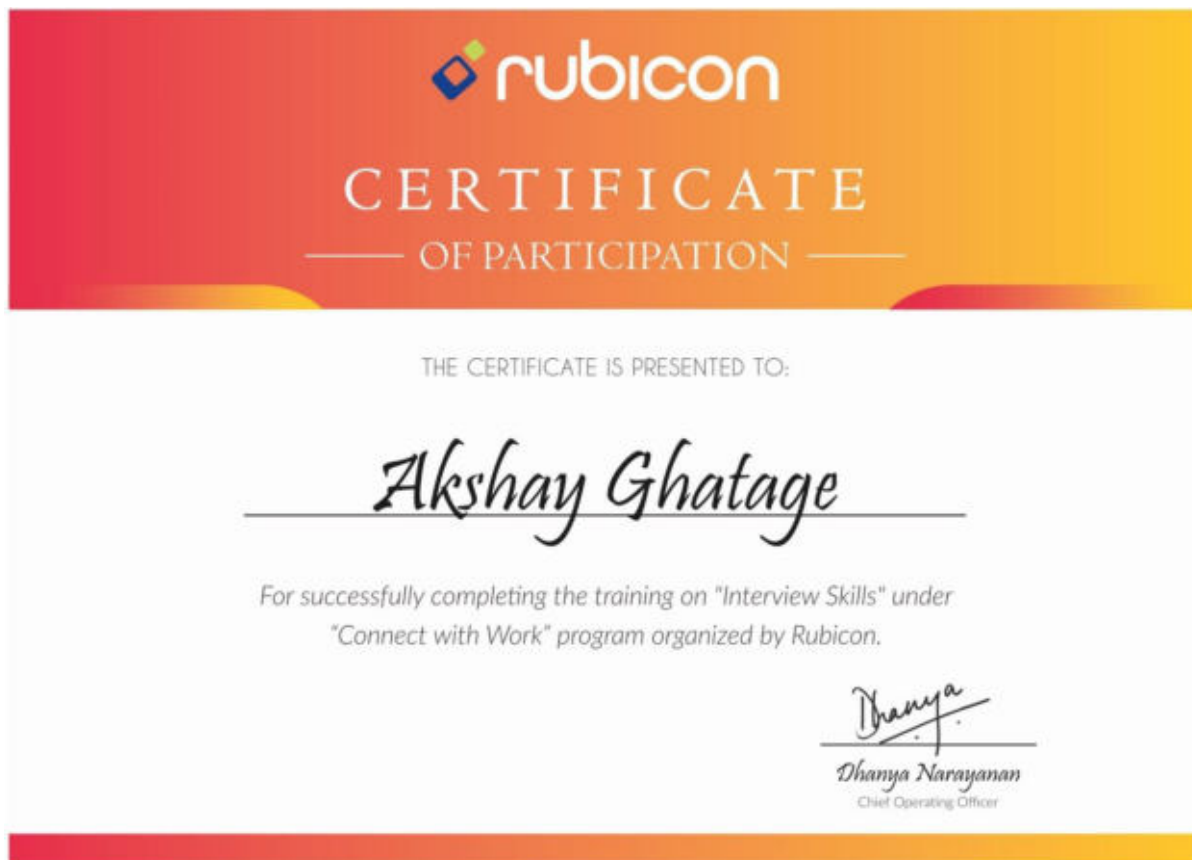 rubicon
CERTIFICATE
OF PARTICIPATION
THE CERTIFICATE IS PRESENTED TO:
Akshay Ghatage
For successfully completing the training on "Interview Skills" under
"Connect with Work" program organized by Rubicon.
Dhanya
Dhanya Narayanan
Chief Operating Officer